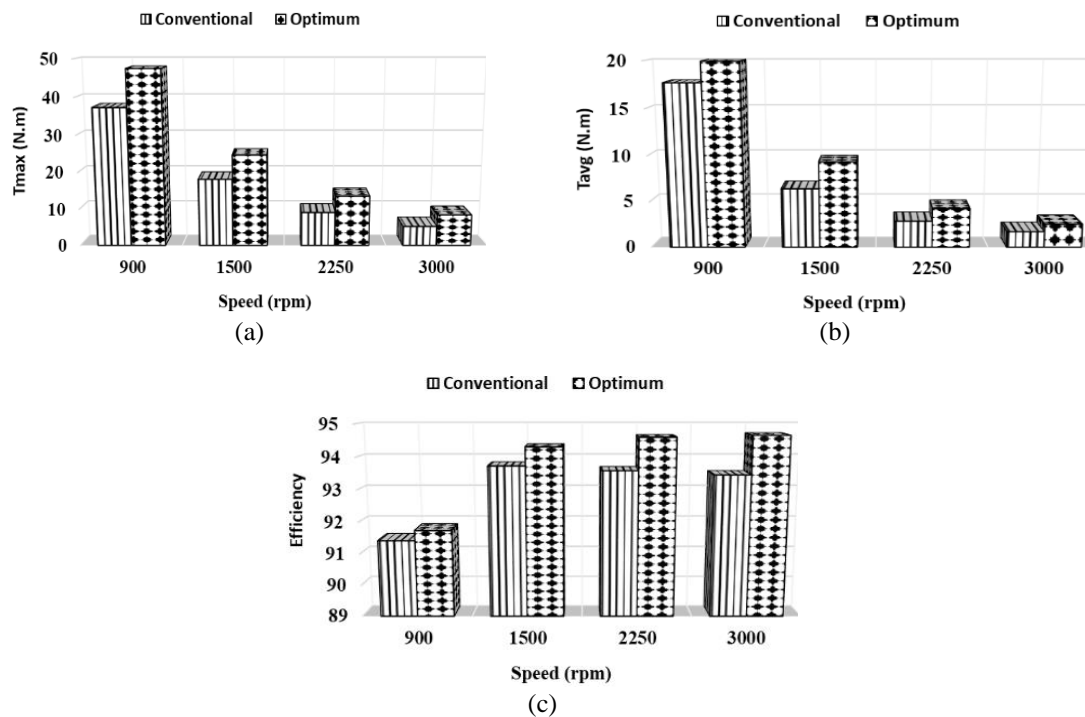 Conventional Optimum
Tmax (N.m)
50
40
30
20
10
0
900 1500 2250 3000
Speed (rpm)
(a)
Conventional Optimum
Tavg (N.m)
20
15
10
5
0
900 1500 2250 3000
Speed (rpm)
(b)
Conventional Optimum
Efficiency
95
94
93
92
91
90
89
900 1500 2250 3000
Speed (rpm)
(c)